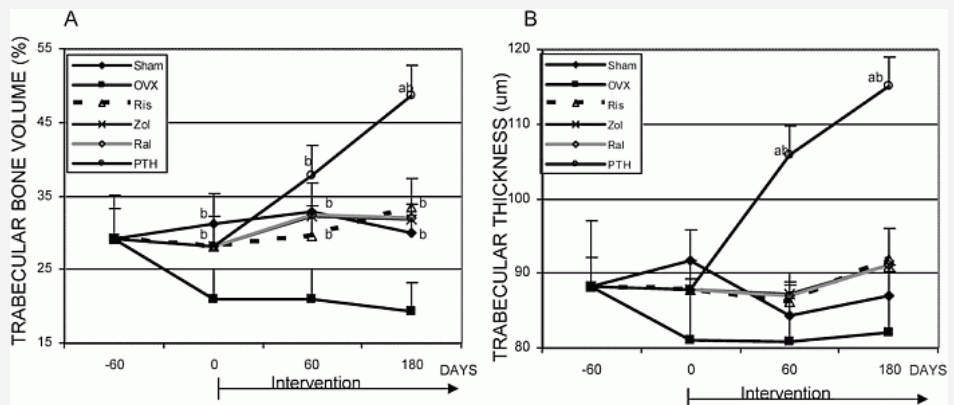 A
TRABECULAR BONE VOLUME (%)
55
45
35
25
15
Sham
OVX
Ris
Zol
Ral
PTH
ab
b
b
b
b
b
b
b
-60
0
60
180
DAYS
Intervention
B
TRABECULAR THICKNESS (um)
120
110
100
90
80
Sham
OVX
Ris
Zol
Ral
PTH
ab
ab
-60
0
60
180
DAYS
Intervention